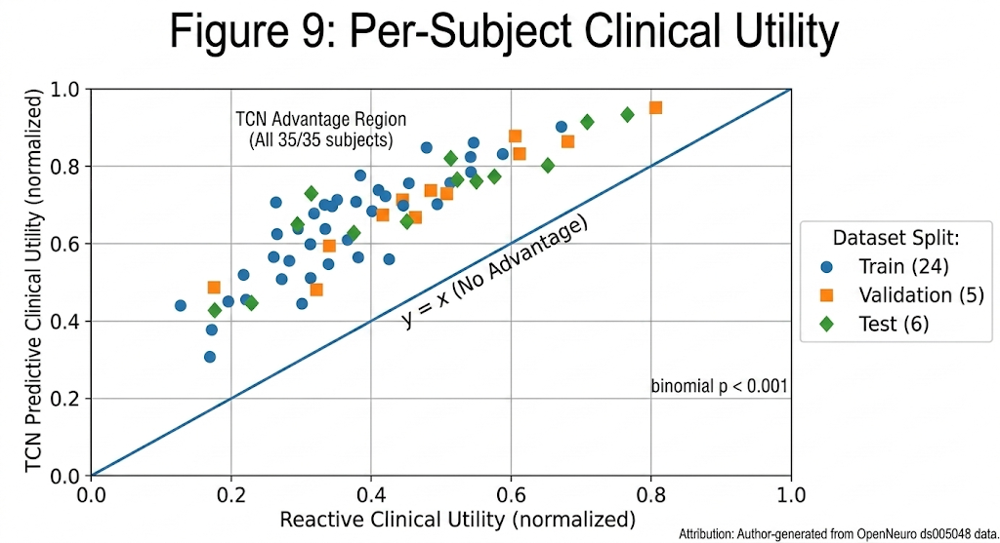 Figure 9: Per-Subject Clinical Utility
TCN Predictive Clinical Utility (normalized)
1.0
0.8
0.6
0.4
0.2
0.0
TCN Advantage Region
(All 35/35 subjects)
y = x (No Advantage)
binomial p < 0.001
0.0 0.2 0.4 0.6 0.8 1.0
Reactive Clinical Utility (normalized)
Dataset Split:
Train (24)
Validation (5)
Test (6)
Attribution: Author-generated from OpenNeuro ds005048 data.